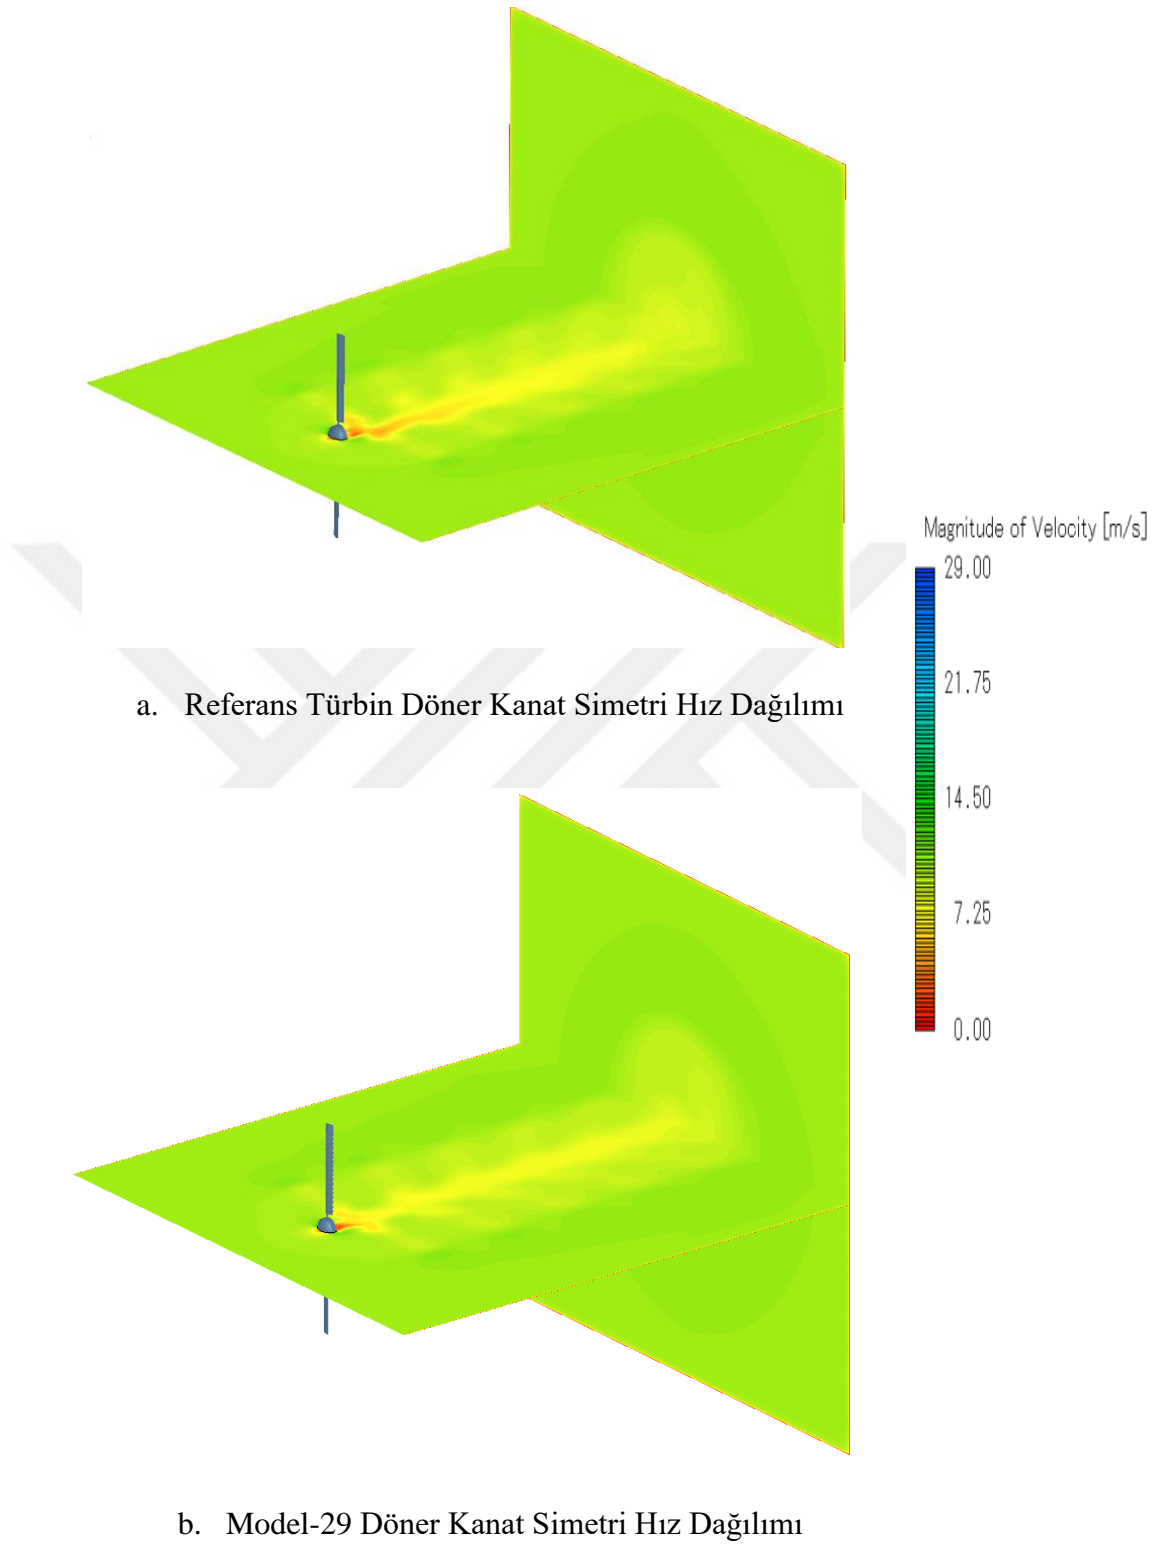 Magnitude of Velocity [m/s]
29.00
21.75
14.50
7.25
0.00
a. Referans Türbin Döner Kanat Simetri Hız Dağılımı
b. Model-29 Döner Kanat Simetri Hız Dağılımı